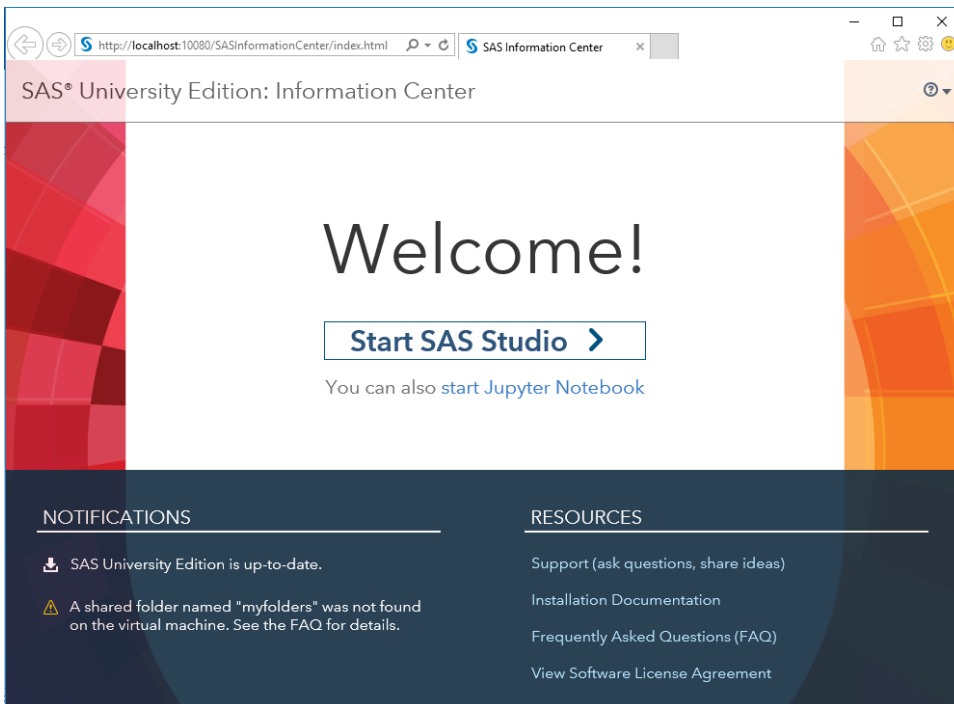 http://localhost:10080/SASInformationCenter/index.html
SAS Information Center
SAS® University Edition: Information Center
Welcome!
Start SAS Studio
You can also start Jupyter Notebook
NOTIFICATIONS
SAS University Edition is up-to-date.
A shared folder named "myfolders" was not found
on the virtual machine. See the FAQ for details.
RESOURCES
Support (ask questions, share ideas)
Installation Documentation
Frequently Asked Questions (FAQ)
View Software License Agreement